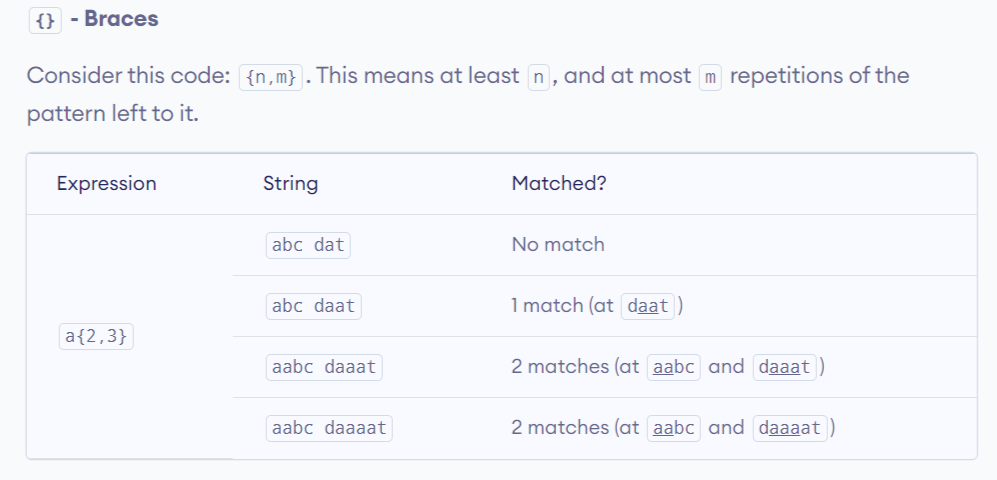 {} - Braces
Consider this code: {n,m}. This means at least n, and at most m repetitions of the
pattern left to it.
Expression String Matched?
abc dat No match
abc daat 1 match (at daat)
a{2,3}
aabc daaat 2 matches (at aabc and daaat)
aabc daaaat 2 matches (at aabc and daaaat)